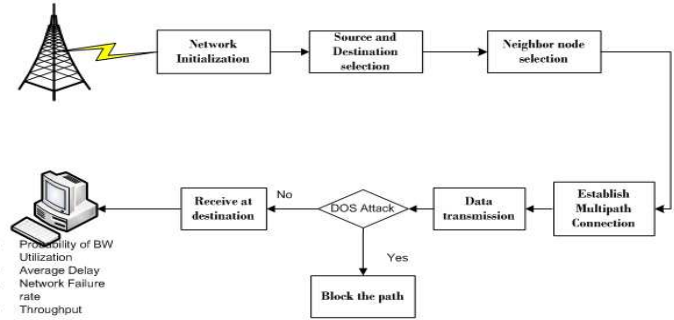 Network
Initialization
Source and
Destination
selection
Neighbor node
selection
Establish
Multipath
Connection
Data
transmission
DOS Attack
No
Yes
Receive at
destination
Block the path
Probability of BW
Utilization
Average Delay
Network Failure
rate
Throughput